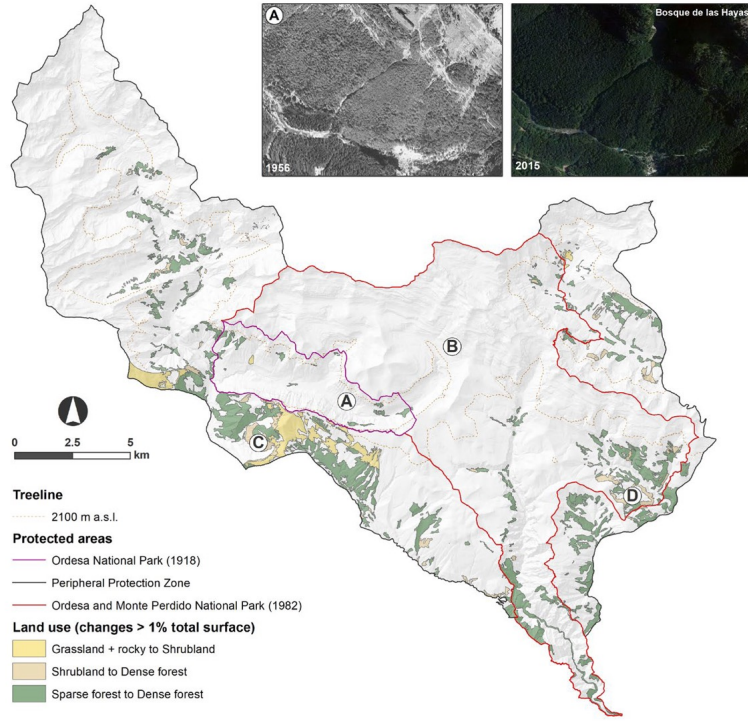 A
Bosque de las Hayas
1956
2015
B
A
C
D
0 2.5 5
km
Treeline
2100 m a.s.l.
Protected areas
Ordesa National Park (1918)
Peripheral Protection Zone
Ordesa and Monte Perdido National Park (1982)
Land use (changes > 1% total surface)
Grassland + rocky to Shrubland
Shrubland to Dense forest
Sparse forest to Dense forest